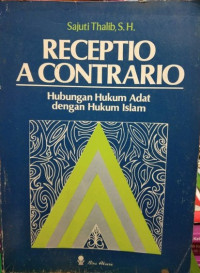 Sajuti Thalib, S.H.
RECEPTIO
A CONTRARIO
Hubungan Hukum Adat
dengan Hukum Islam